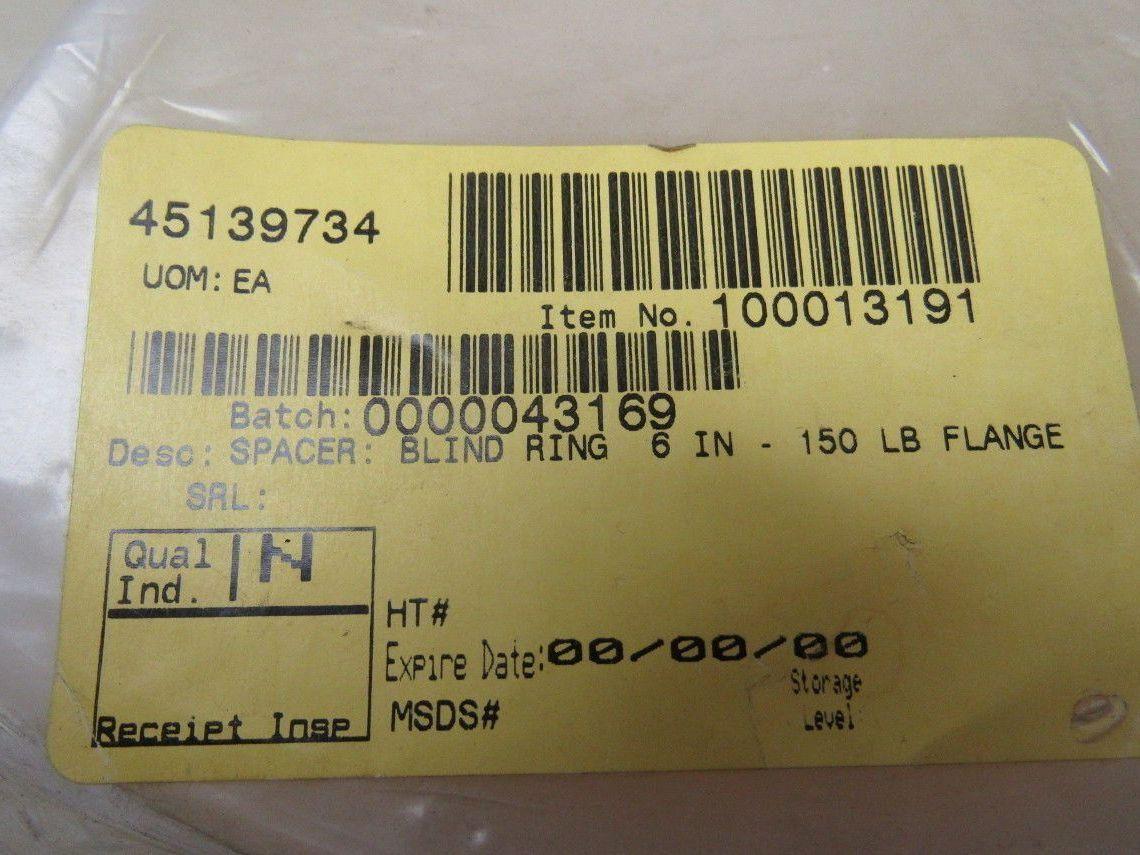 45139734
UOM: EA
Item No. 100013191
Batch: 0000043169
Desc: SPACER: BLIND RING 6 IN - 150 LB FLANGE
SRL:
Qual Ind. N
HT#
Expire Date: 00/00/00
Storage Level
MSDS#
Receipt Insp